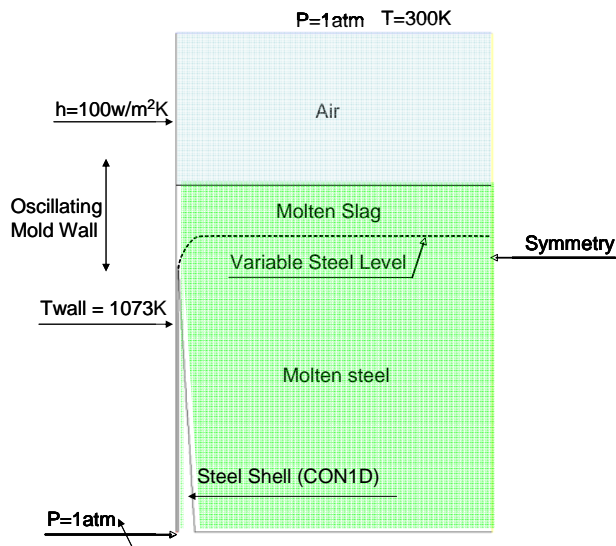 P=1atm T=300K
h=100w/m²K
Air
Oscillating
Mold Wall
Molten Slag
Symmetry
Variable Steel Level
Twall = 1073K
Molten steel
Steel Shell (CON1D)
P=1atm